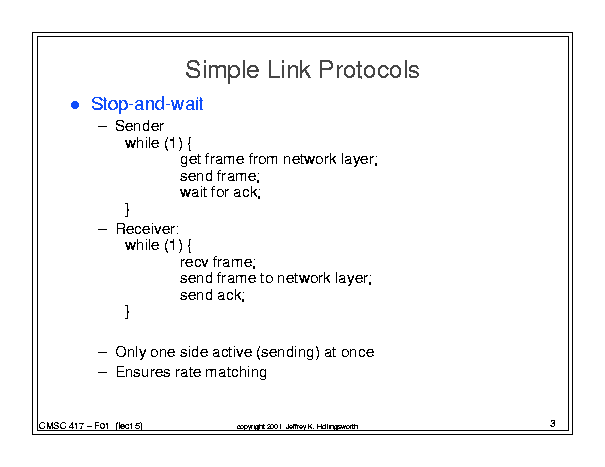 Simple Link Protocols
● Stop-and-wait
– Sender
while (1) {
get frame from network layer;
send frame;
wait for ack;
}
– Receiver:
while (1) {
recv frame;
send frame to network layer;
send ack;
}
– Only one side active (sending) at once
– Ensures rate matching
CMSC 417 – F01 (lect 5)
copyright 2001 Jeffrey K. Hollingsworth
3